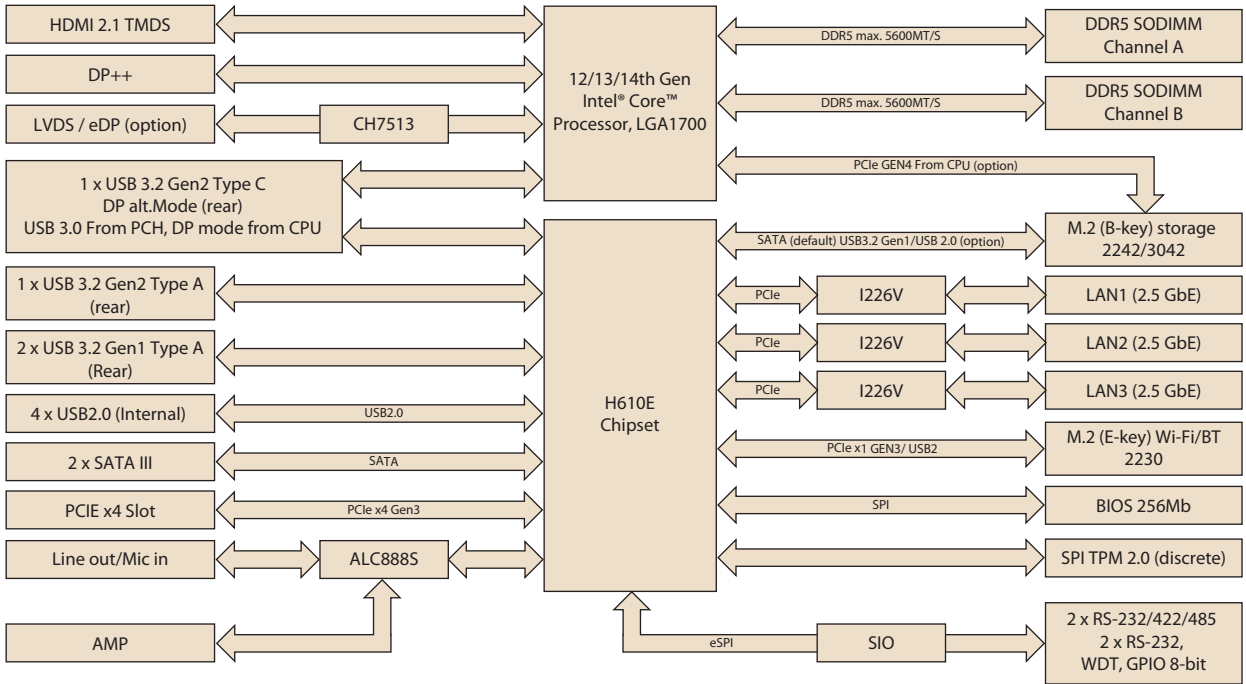 HDMI 2.1 TMDS
DP++
LVDS / eDP (option)
CH7513
1 x USB 3.2 Gen2 Type C
DP alt.Mode (rear)
USB 3.0 From PCH, DP mode from CPU
1 x USB 3.2 Gen2 Type A
(rear)
2 x USB 3.2 Gen1 Type A
(Rear)
4 x USB2.0 (Internal)
USB2.0
2 x SATA III
SATA
PCIE x4 Slot
PCIe x4 Gen3
Line out/Mic in
ALC888S
AMP
12/13/14th Gen
Intel® Core™
Processor, LGA1700
H610E
Chipset
DDR5 max. 5600MT/S
DDR5 SODIMM
Channel A
DDR5 max. 5600MT/S
DDR5 SODIMM
Channel B
PCIe GEN4 From CPU (option)
SATA (default) USB3.2 Gen1/USB 2.0 (option)
M.2 (B-key) storage
2242/3042
PCIe
I226V
LAN1 (2.5 GbE)
PCIe
I226V
LAN2 (2.5 GbE)
PCIe
I226V
LAN3 (2.5 GbE)
PCIe x1 GEN3/ USB2
M.2 (E-key) Wi-Fi/BT
2230
SPI
BIOS 256Mb
SPI TPM 2.0 (discrete)
eSPI
SIO
2 x RS-232/422/485
2 x RS-232,
WDT, GPIO 8-bit